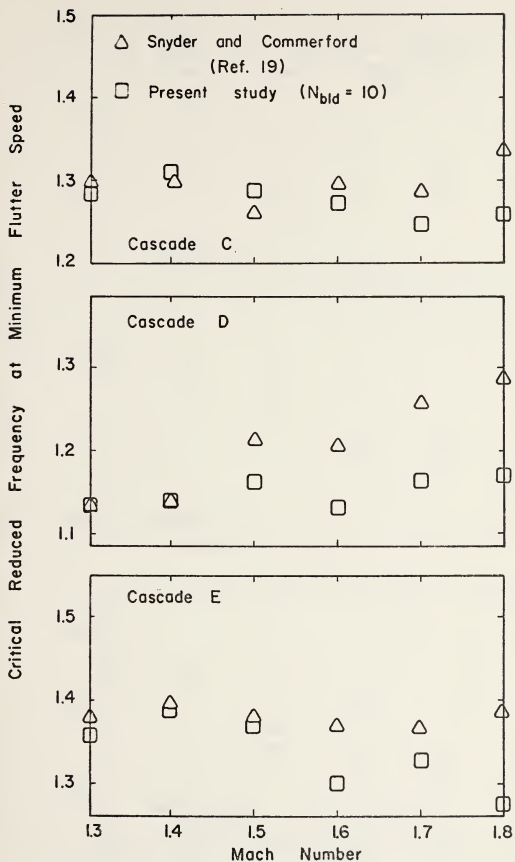 1.5
△ Snyder and Commerford
(Ref. 19)
□ Present study (Nbld = 10)
1.4
1.3
1.2
Cascade C
Cascade D
1.3
1.2
1.1
Cascade E
1.5
1.4
1.3
1.3 1.4 1.5 1.6 1.7 1.8
Mach Number
Critical Reduced Frequency at Minimum Flutter Speed